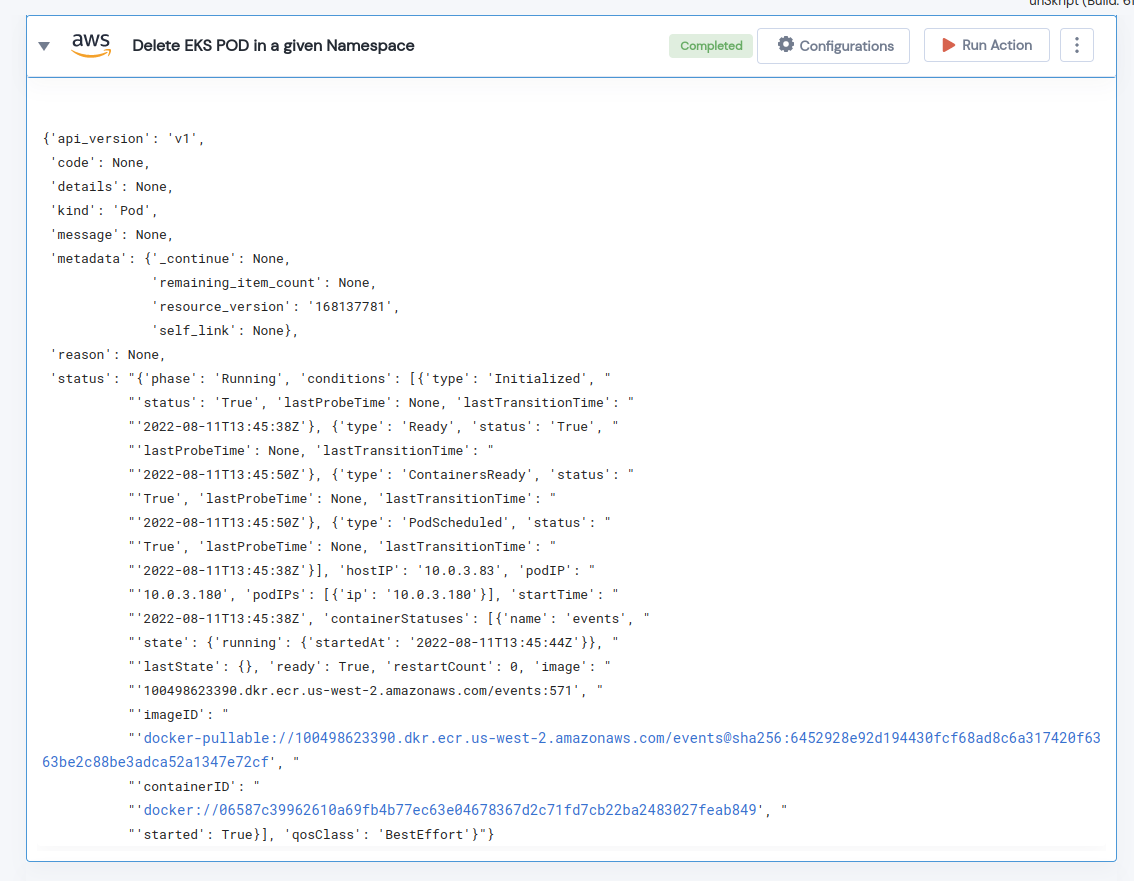 unSkript (Build: 61
aws Delete EKS POD in a given Namespace Completed Configurations Run Action
{'api_version': 'v1',
'code': None,
'details': None,
'kind': 'Pod',
'message': None,
'metadata': {'_continue': None,
'remaining_item_count': None,
'resource_version': '168137781',
'self_link': None},
'reason': None,
'status': "{'phase': 'Running', 'conditions': [{'type': 'Initialized', "
"'status': 'True', 'lastProbeTime': None, 'lastTransitionTime': "
"'2022-08-11T13:45:38Z'}, {'type': 'Ready', 'status': 'True', "
"'lastProbeTime': None, 'lastTransitionTime': "
"'2022-08-11T13:45:50Z'}, {'type': 'ContainersReady', 'status': "
"'True', 'lastProbeTime': None, 'lastTransitionTime': "
"'2022-08-11T13:45:50Z'}, {'type': 'PodScheduled', 'status': "
"'True', 'lastProbeTime': None, 'lastTransitionTime': "
"'2022-08-11T13:45:38Z'}], 'hostIP': '10.0.3.83', 'podIP': "
"'10.0.3.180', 'podIPs': [{'ip': '10.0.3.180'}], 'startTime': "
"'2022-08-11T13:45:38Z', 'containerStatuses': [{'name': 'events', "
"'state': {'running': {'startedAt': '2022-08-11T13:45:44Z'}}, "
"'lastState': {}, 'ready': True, 'restartCount': 0, 'image': "
"'100498623390.dkr.ecr.us-west-2.amazonaws.com/events:571', "
"'imageID': "
"'docker-pullable://100498623390.dkr.ecr.us-west-2.amazonaws.com/events@sha256:6452928e92d194430fcf68ad8c6a317420f63
63be2c88be3adca52a1347e72cf', "
"'containerID': "
"'docker://06587c39962610a69fb4b77ec63e04678367d2c71fd7cb22ba2483027feab849', "
"'started': True}], 'qosClass': 'BestEffort'}"}